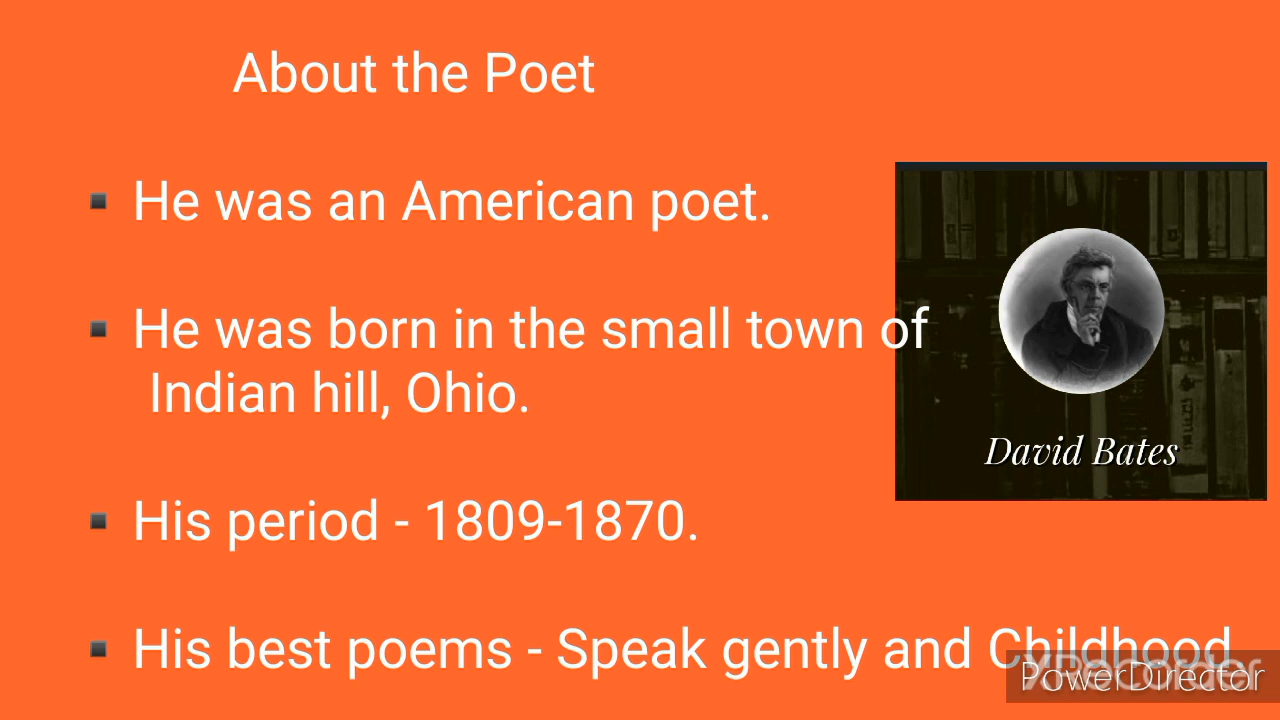 About the Poet
▪ He was an American poet.
▪ He was born in the small town of
Indian hill, Ohio.
David Bates
▪ His period - 1809-1870.
▪ His best poems - Speak gently and Childhood
XRecorder
PowerDirector